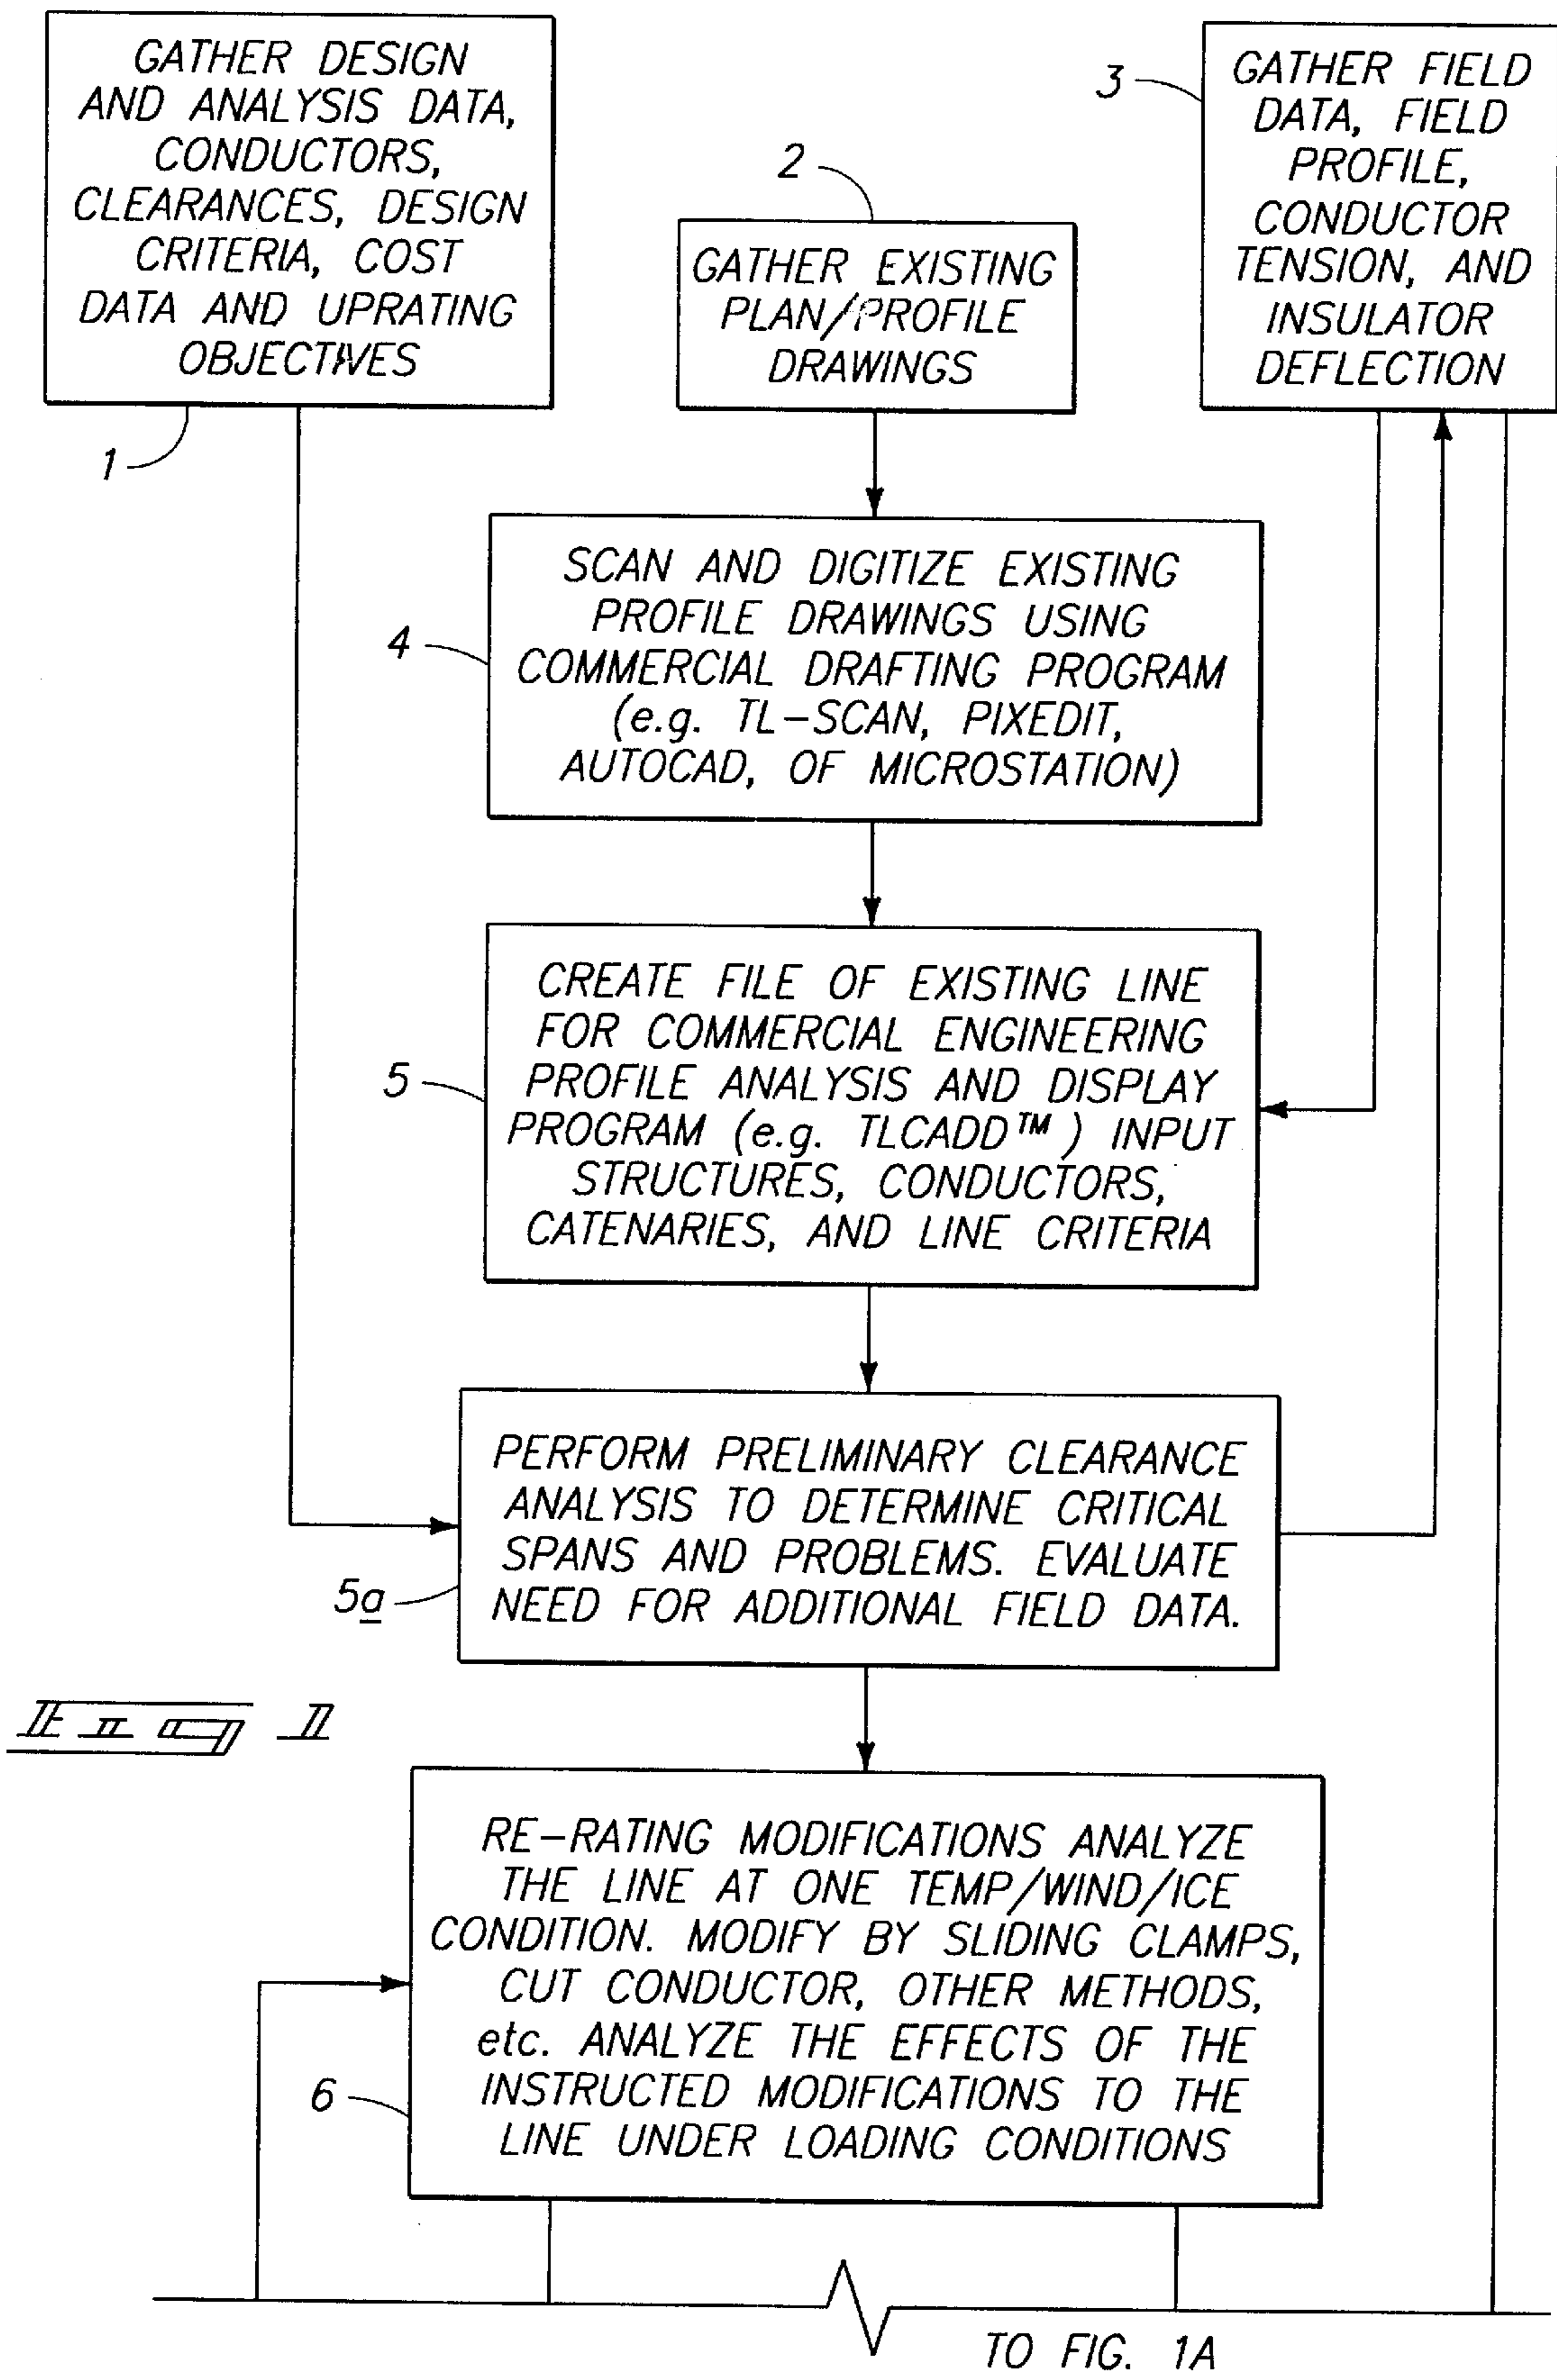 GATHER DESIGN
AND ANALYSIS DATA,
CONDUCTORS,
CLEARANCES, DESIGN
CRITERIA, COST
DATA AND UPRATING
OBJECTIVES
1
2
GATHER EXISTING
PLAN/PROFILE
DRAWINGS
3
GATHER FIELD
DATA, FIELD
PROFILE,
CONDUCTOR
TENSION, AND
INSULATOR
DEFLECTION
4
SCAN AND DIGITIZE EXISTING
PROFILE DRAWINGS USING
COMMERCIAL DRAFTING PROGRAM
(e.g. TL-SCAN, PIXEDIT,
AUTOCAD, OF MICROSTATION)
5
CREATE FILE OF EXISTING LINE
FOR COMMERCIAL ENGINEERING
PROFILE ANALYSIS AND DISPLAY
PROGRAM (e.g. TLCADD™) INPUT
STRUCTURES, CONDUCTORS,
CATENARIES, AND LINE CRITERIA
5a
PERFORM PRELIMINARY CLEARANCE
ANALYSIS TO DETERMINE CRITICAL
SPANS AND PROBLEMS. EVALUATE
NEED FOR ADDITIONAL FIELD DATA.
Fig 1
6
RE-RATING MODIFICATIONS ANALYZE
THE LINE AT ONE TEMP/WIND/ICE
CONDITION. MODIFY BY SLIDING CLAMPS,
CUT CONDUCTOR, OTHER METHODS,
etc. ANALYZE THE EFFECTS OF THE
INSTRUCTED MODIFICATIONS TO THE
LINE UNDER LOADING CONDITIONS
TO FIG. 1A